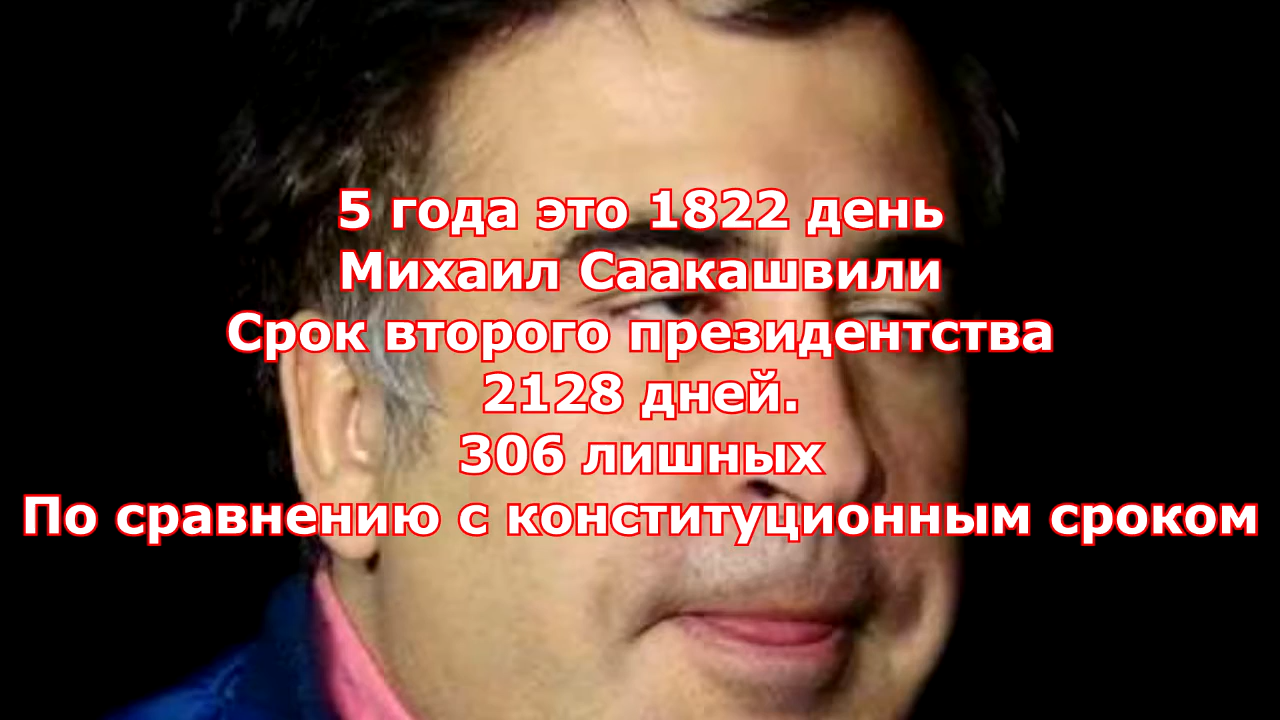 5 года это 1822 день
Михаил Саакашвили
Срок второго президентства
2128 дней.
306 лишных
По сравнению с конституционным сроком